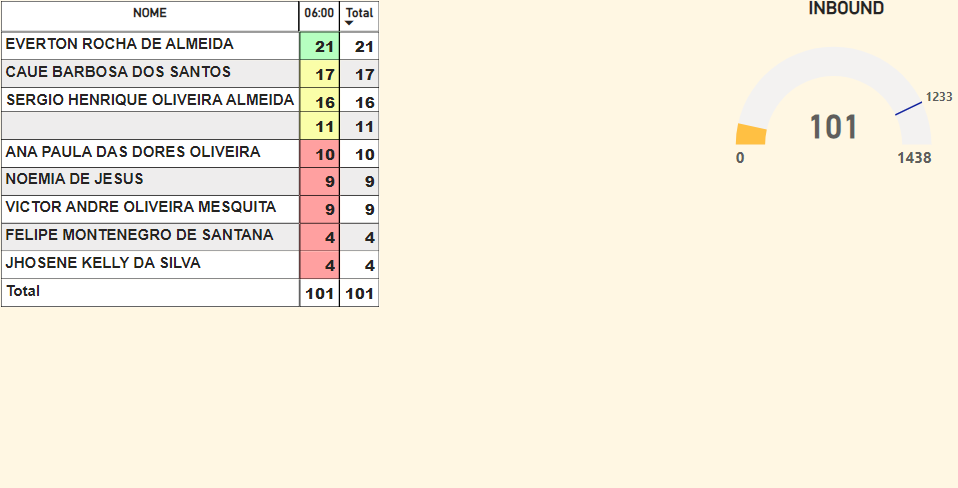 NOME 06:00 Total
EVERTON ROCHA DE ALMEIDA 21 21
CAUE BARBOSA DOS SANTOS 17 17
SERGIO HENRIQUE OLIVEIRA ALMEIDA 16 16
11 11
ANA PAULA DAS DORES OLIVEIRA 10 10
NOEMIA DE JESUS 9 9
VICTOR ANDRE OLIVEIRA MESQUITA 9 9
FELIPE MONTENEGRO DE SANTANA 4 4
JHOSENE KELLY DA SILVA 4 4
Total 101 101
INBOUND
1233
101
0 1438